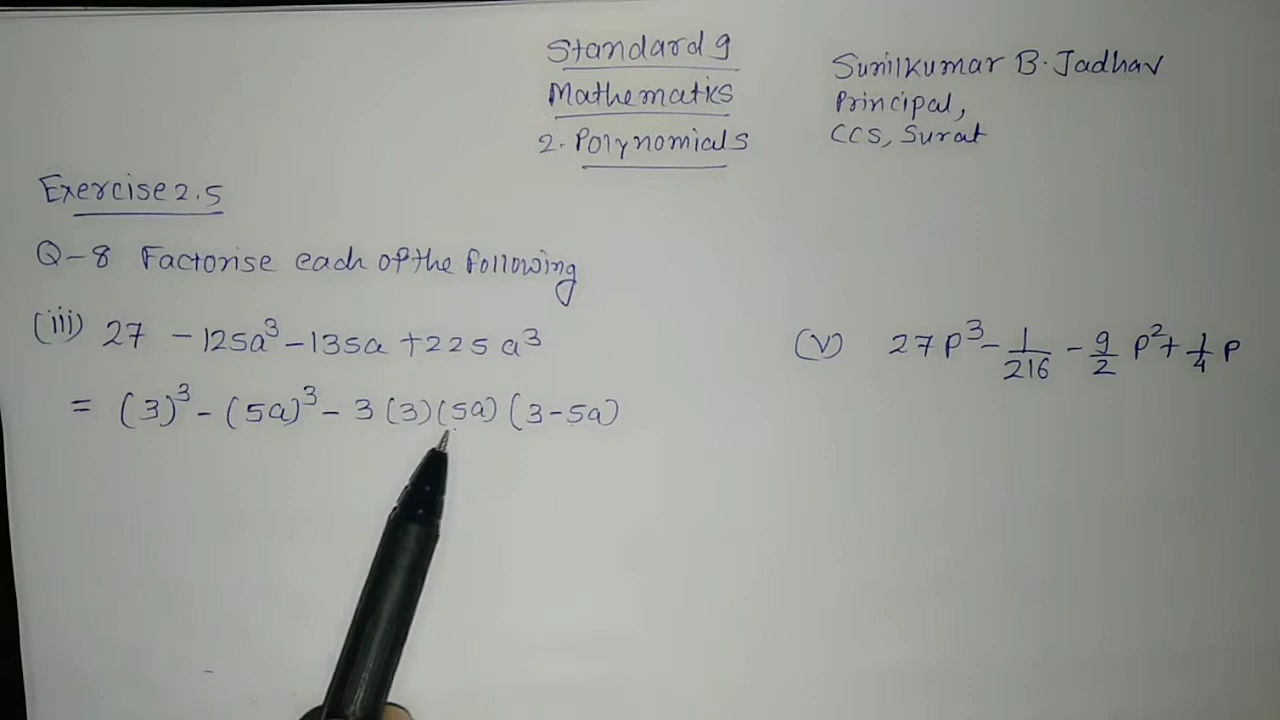 Standard 9
Mathematics
2. Polynomials
Sunilkumar B. Jadhav
Principal,
CCS, Surat
Exercise 2.5
Q-8 Factorise each of the following
(iii) 27 - 125a³ - 135a + 225a³
= (3)³ - (5a)³ - 3(3)(5a)(3-5a)
(v) 27p³ - 1/216 - 9/2 p² + 1/4 p